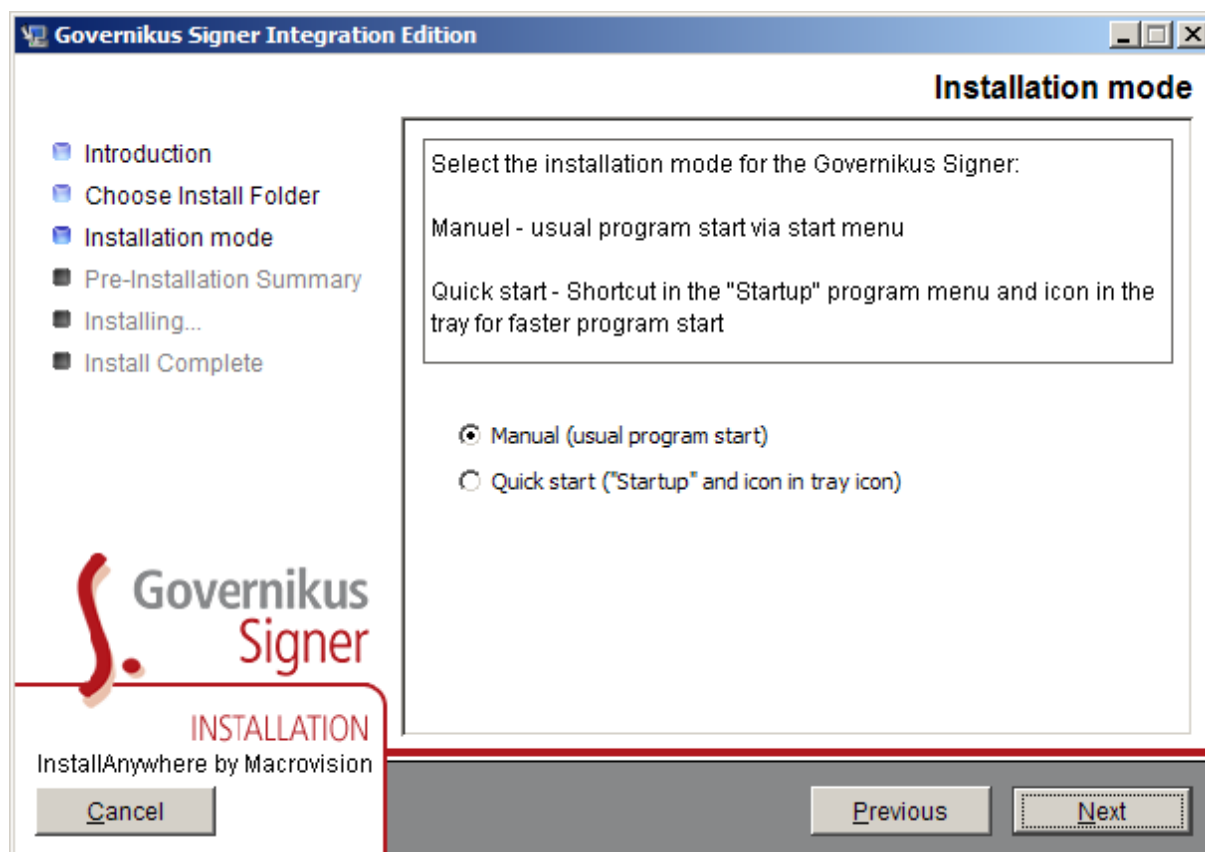 Governikus Signer Integration Edition
Installation mode
Introduction
Choose Install Folder
Installation mode
Pre-Installation Summary
Installing...
Install Complete
Select the installation mode for the Governikus Signer:
Manuel - usual program start via start menu
Quick start - Shortcut in the "Startup" program menu and icon in the
tray for faster program start
Manual (usual program start)
Quick start ("Startup" and icon in tray icon)
Governikus
Signer
INSTALLATION
InstallAnywhere by Macrovision
Cancel
Previous
Next